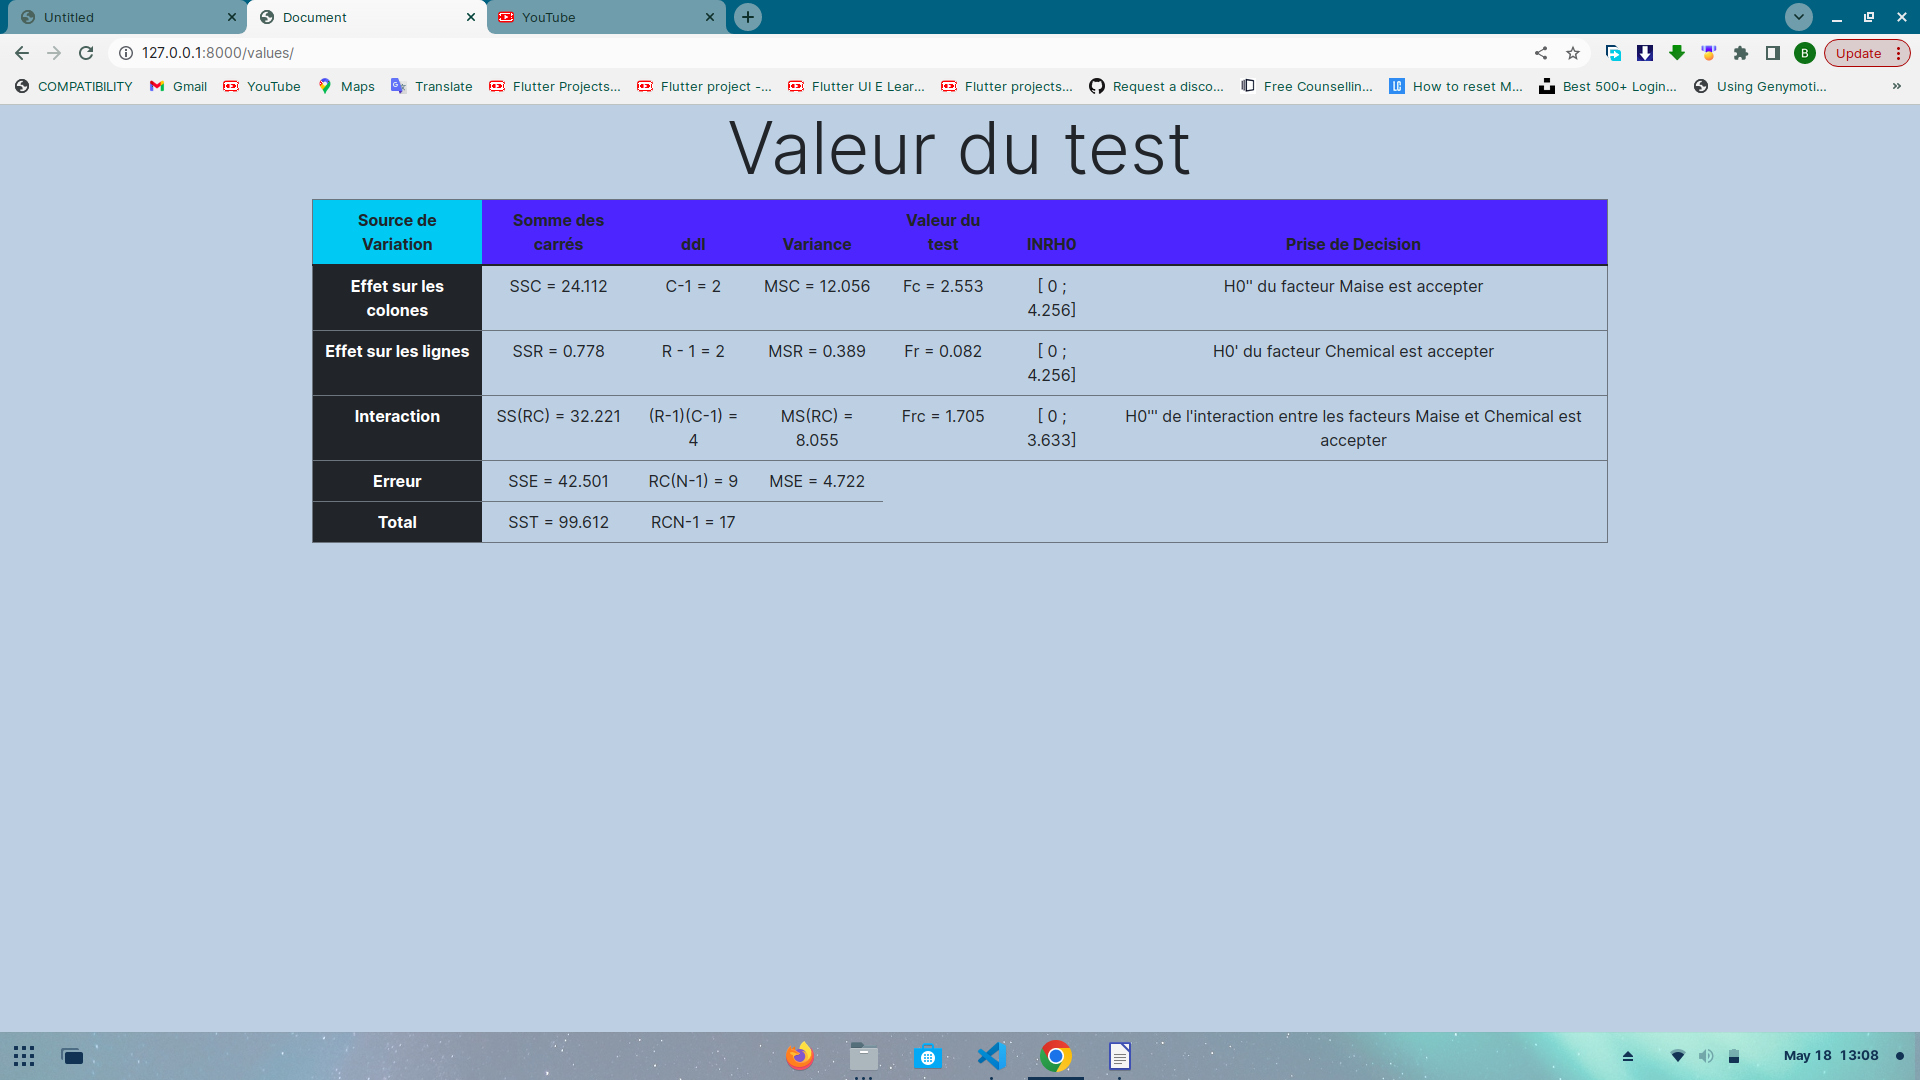 Untitled
Document
YouTube
127.0.0.1:8000/values/
B
Update
COMPATIBILITY
Gmail
YouTube
Maps
Translate
Flutter Projects...
Flutter project -...
Flutter UI E Lear...
Flutter projects...
Request a disco...
Free Counsellin...
LC
How to reset M...
Best 500+ Login...
Using Genymoti...
»
Valeur du test
Source de
Variation
Somme des
carrés
ddl
Variance
Valeur du
test
INRH0
Prise de Decision
Effet sur les
colones
SSC = 24.112
C-1 = 2
MSC = 12.056
Fc = 2.553
[ 0 ;
4.256]
H0'' du facteur Maise est accepter
Effet sur les lignes
SSR = 0.778
R - 1 = 2
MSR = 0.389
Fr = 0.082
[ 0 ;
4.256]
H0' du facteur Chemical est accepter
Interaction
SS(RC) = 32.221
(R-1)(C-1) =
4
MS(RC) =
8.055
Frc = 1.705
[ 0 ;
3.633]
H0''' de l'interaction entre les facteurs Maise et Chemical est
accepter
Erreur
SSE = 42.501
RC(N-1) = 9
MSE = 4.722
Total
SST = 99.612
RCN-1 = 17
May 18 13:08